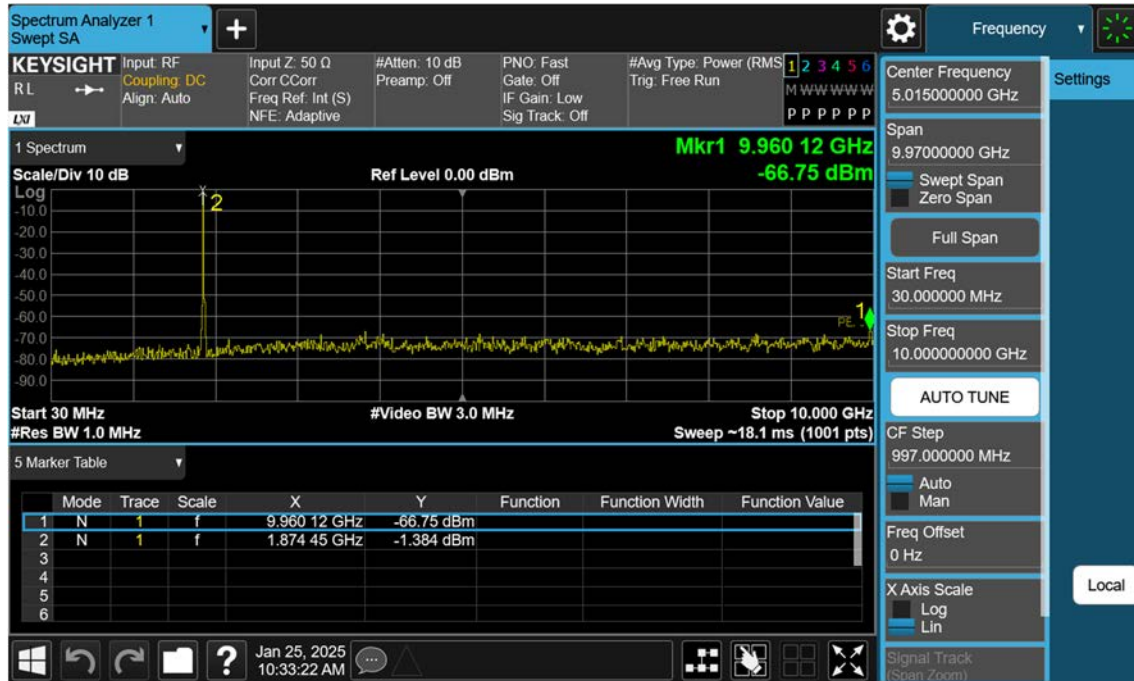 Spectrum Analyzer 1
Swept SA
+
Frequency
KEYSIGHT
RL
LXI
Input: RF
Coupling: DC
Align: Auto
Input Z: 50 Ω
Corr CCorr
Freq Ref: Int (S)
NFE: Adaptive
#Atten: 10 dB
Preamp: Off
PNO: Fast
Gate: Off
IF Gain: Low
Sig Track: Off
#Avg Type: Power (RMS
Trig: Free Run
1 2 3 4 5 6
M W W W W W
P P P P P P
1 Spectrum
Scale/Div 10 dB
Ref Level 0.00 dBm
Mkr1 9.960 12 GHz
-66.75 dBm
Log
-10.0
-20.0
-30.0
-40.0
-50.0
-60.0
-70.0
-80.0
-90.0
2
1
Start 30 MHz
#Video BW 3.0 MHz
Stop 10.000 GHz
#Res BW 1.0 MHz
Sweep ~18.1 ms (1001 pts)
5 Marker Table
Mode Trace Scale X Y Function Function Width Function Value
1 N 1 f 9.960 12 GHz -66.75 dBm
2 N 1 f 1.874 45 GHz -1.384 dBm
3
4
5
6
?
Jan 25, 2025
10:33:22 AM
Center Frequency
5.015000000 GHz
Settings
Span
9.97000000 GHz
Swept Span
Zero Span
Full Span
Start Freq
30.000000 MHz
Stop Freq
10.000000000 GHz
AUTO TUNE
CF Step
997.000000 MHz
Auto
Man
Freq Offset
0 Hz
X Axis Scale
Log
Lin
Local
Signal Track
(Span Zoom)